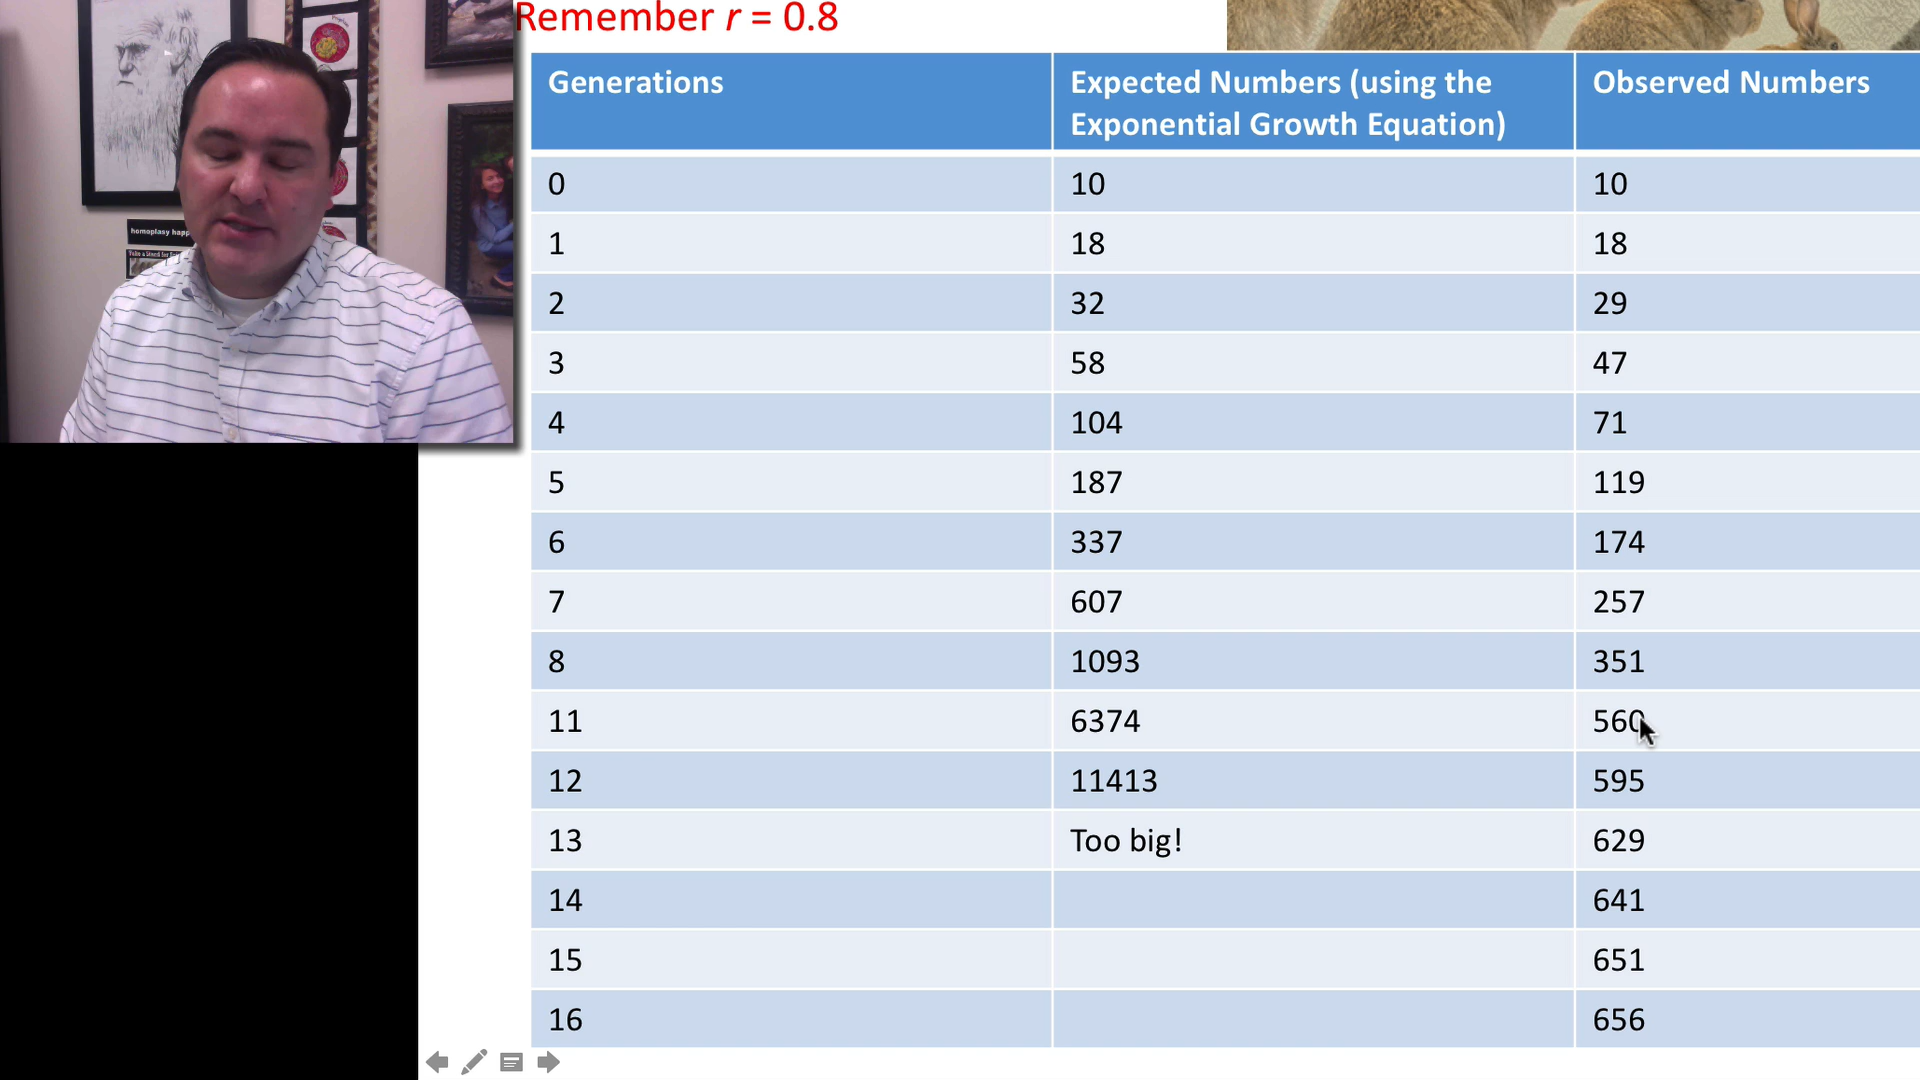 Remember r = 0.8
Generations Expected Numbers (using the Exponential Growth Equation) Observed Numbers
0 10 10
1 18 18
2 32 29
3 58 47
4 104 71
5 187 119
6 337 174
7 607 257
8 1093 351
11 6374 560
12 11413 595
13 Too big! 629
14 641
15 651
16 656
homoplasy happ